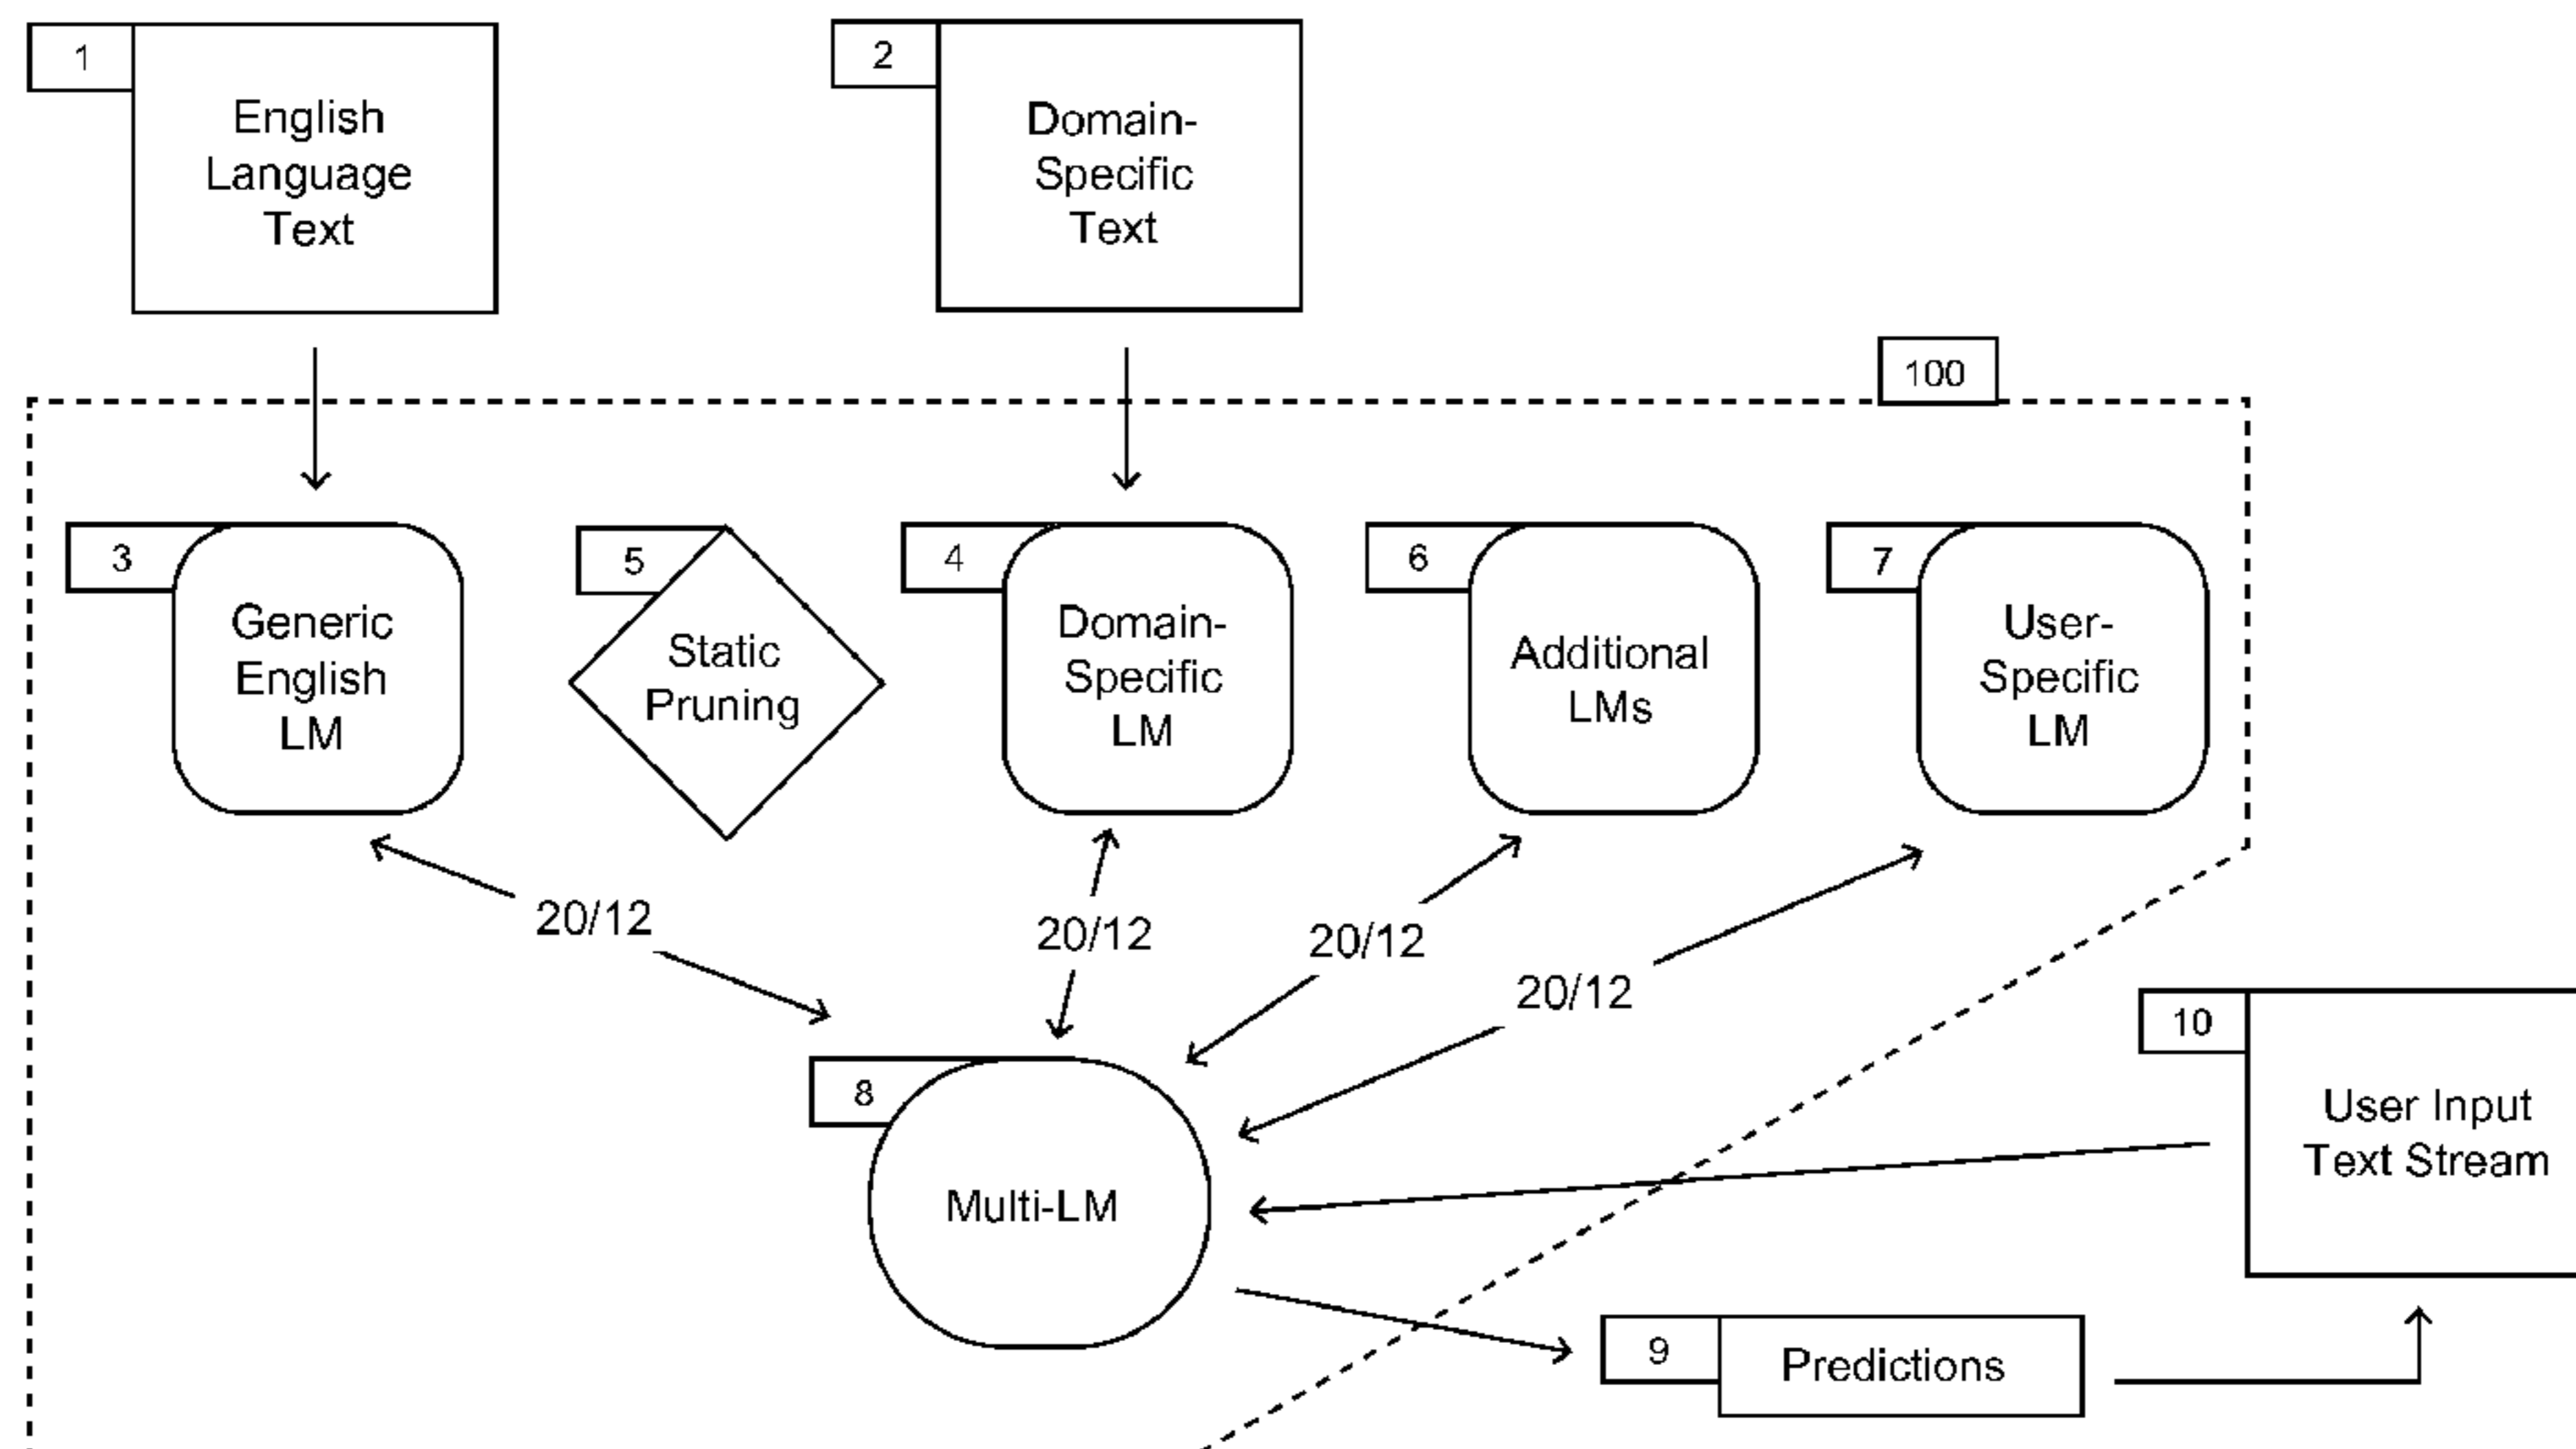 1
English
Language
Text
2
Domain-
Specific
Text
100
3
Generic
English
LM
5
Static
Pruning
4
Domain-
Specific
LM
6
Additional
LMs
7
User-
Specific
LM
20/12
20/12
20/12
20/12
8
Multi-LM
10
User Input
Text Stream
9
Predictions